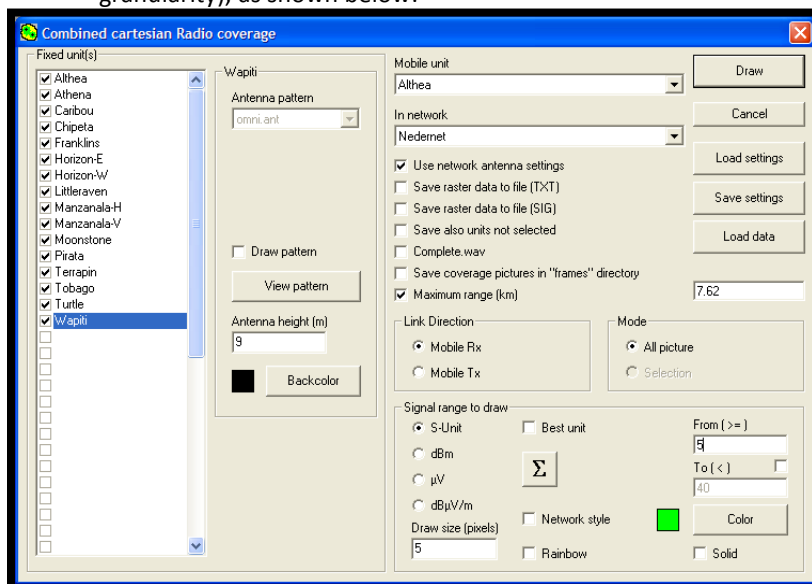 granularity), as shown below:
Combined cartesian Radio coverage
Fixed unit(s)
Althea
Athena
Caribou
Chipeta
Franklins
Horizon-E
Horizon-W
Littleraven
Manzanala-H
Manzanala-V
Moonstone
Pirata
Terrapin
Tobago
Turtle
Wapiti
Wapiti
Antenna pattern
omni.ant
Draw pattern
View pattern
Antenna height (m)
9
Backcolor
Mobile unit
Althea
In network
Nedernet
Use network antenna settings
Save raster data to file (TXT)
Save raster data to file (SIG)
Save also units not selected
Complete.wav
Save coverage pictures in "frames" directory
Maximum range (km)
7.62
Draw
Cancel
Load settings
Save settings
Load data
Link Direction
Mobile Rx
Mobile Tx
Mode
All picture
Selection
Signal range to draw
S-Unit
dBm
µV
dBµV/m
Draw size (pixels)
5
Best unit
Σ
Network style
Rainbow
From ( >= )
5
To ( < )
40
Color
Solid